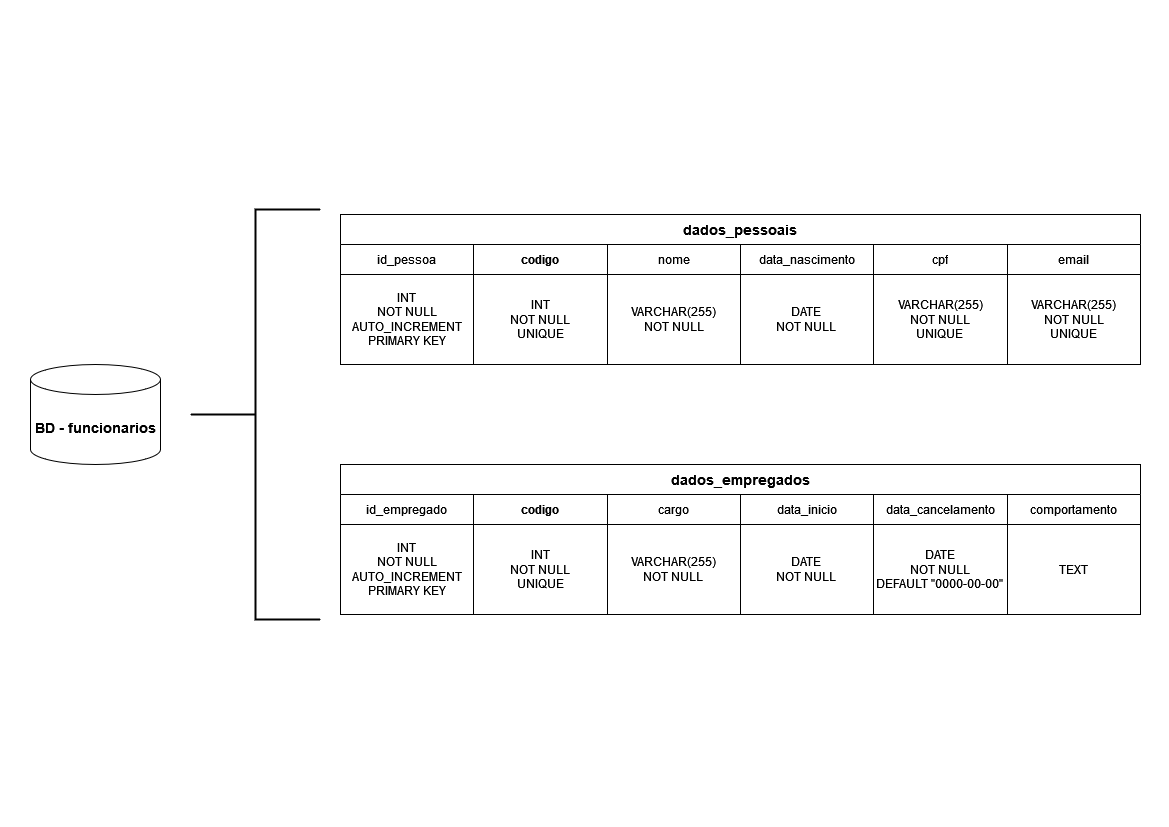 dados_pessoais
id_pessoa codigo nome data_nascimento cpf email
INT
NOT NULL
AUTO_INCREMENT
PRIMARY KEY
INT
NOT NULL
UNIQUE
VARCHAR(255)
NOT NULL
DATE
NOT NULL
VARCHAR(255)
NOT NULL
UNIQUE
VARCHAR(255)
NOT NULL
UNIQUE
BD - funcionarios
dados_empregados
id_empregado codigo cargo data_inicio data_cancelamento comportamento
INT
NOT NULL
AUTO_INCREMENT
PRIMARY KEY
INT
NOT NULL
UNIQUE
VARCHAR(255)
NOT NULL
DATE
NOT NULL
DATE
NOT NULL
DEFAULT "0000-00-00"
TEXT